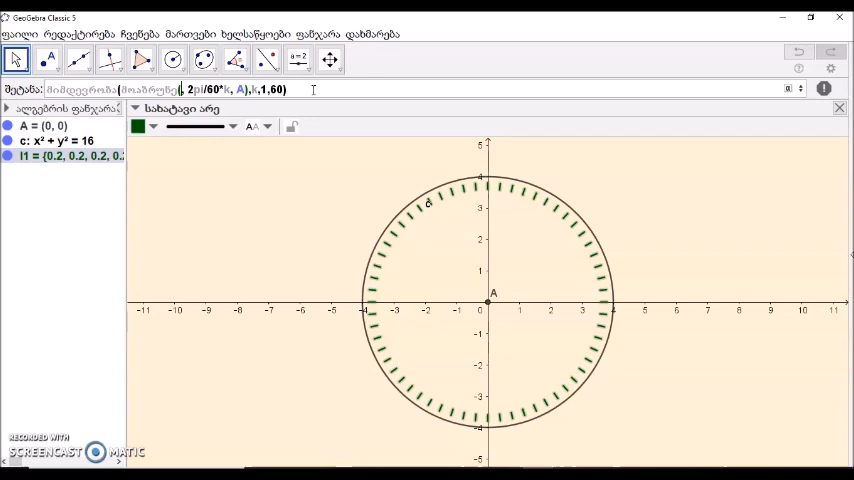 GeoGebra Classic 5
ფაილი რედაქტირება ჩვენება მართვები ხელსაწყოები ფანჯარა დახმარება
A
a = 2
შეტანა: მიმდევრობა(მოაბრუნე(, 2pi/60*k, A),k,1,60)
ალგებრის ფანჯარა სახატავი არე
A = (0, 0)
AA
c: x² + y² = 16
l1 = {0.2, 0.2, 0.2, 0.2
5
4
c
3
2
1
A
-11 -10 -9 -8 -7 -6 -5 -4 -3 -2 -1 0 1 2 3 4 5 6 7 8 9 10 11
-1
-2
-3
-4
-5
RECORDED WITH
SCREENCAST MATIC